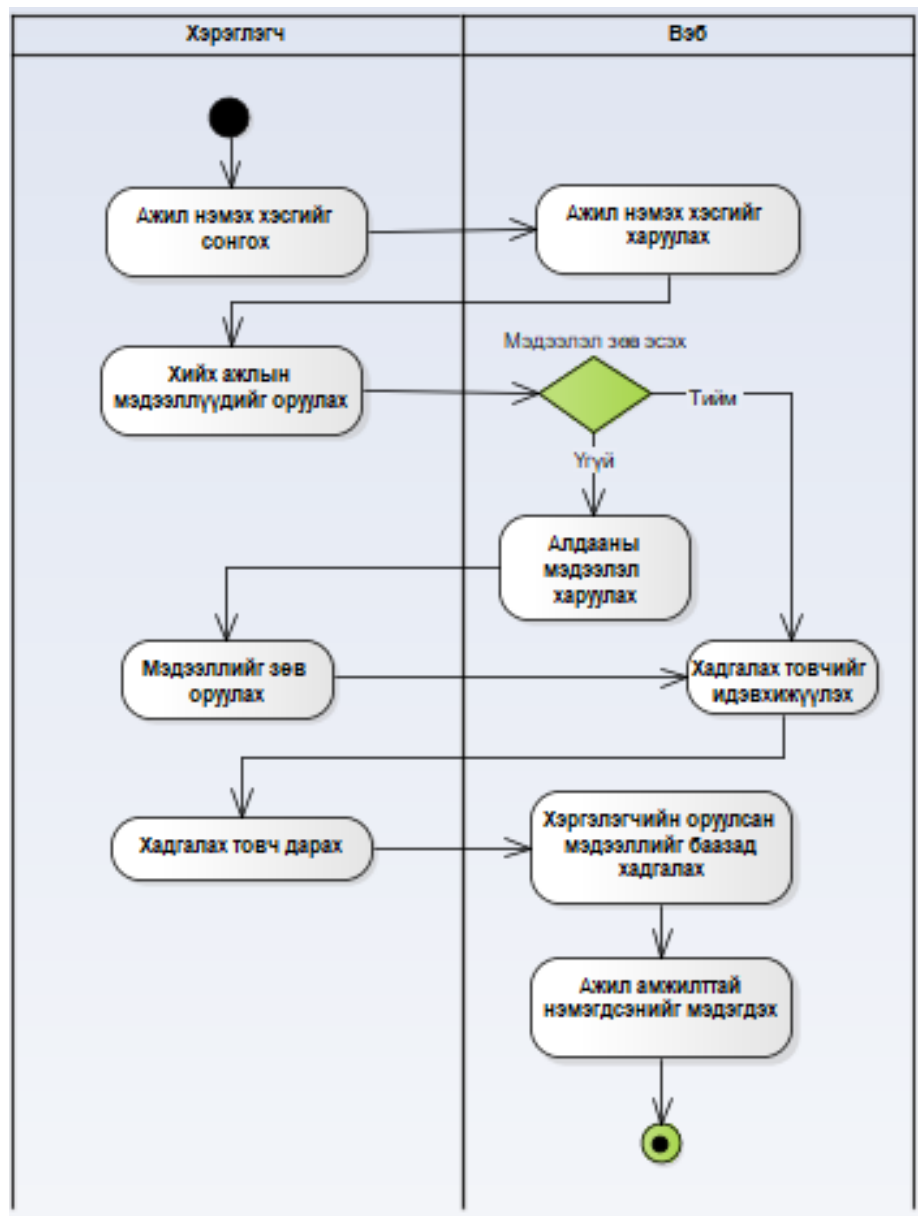 Хэрэглэгч
Вэб
Ажил нэмэх хэсгийг
сонгох
Ажил нэмэх хэсгийг
харуулах
Хийх ажлын
мэдээллүүдийг оруулах
Мэдээлэл зөв эсэх
Тийм
Үгүй
Алдааны
мэдээлэл
харуулах
Мэдээллийг зөв
оруулах
Хадгалах товчийг
идэвхижүүлэх
Хадгалах товч дарах
Хэргэлэгчийн оруулсан
мэдээллийг баазад
хадгалах
Ажил амжилттай
нэмэгдсэнийг мэдэгдэх